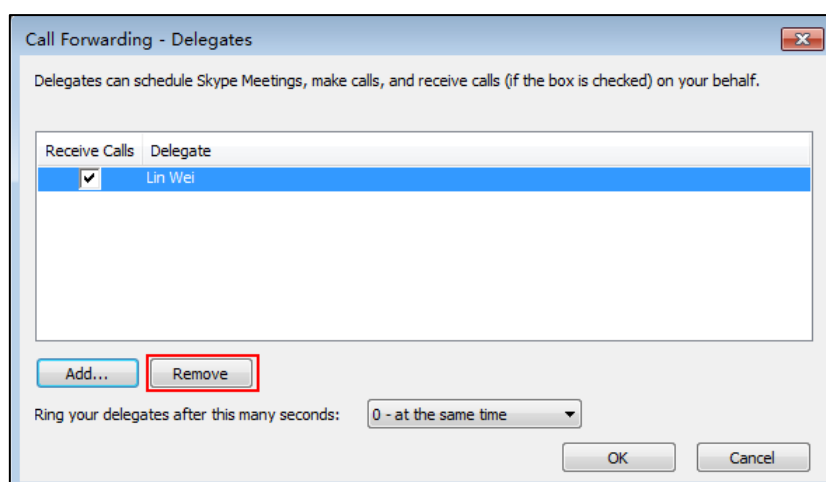 Call Forwarding - Delegates
Delegates can schedule Skype Meetings, make calls, and receive calls (if the box is checked) on your behalf.
Receive Calls Delegate
Lin Wei
Add... Remove
Ring your delegates after this many seconds: 0 - at the same time
OK Cancel